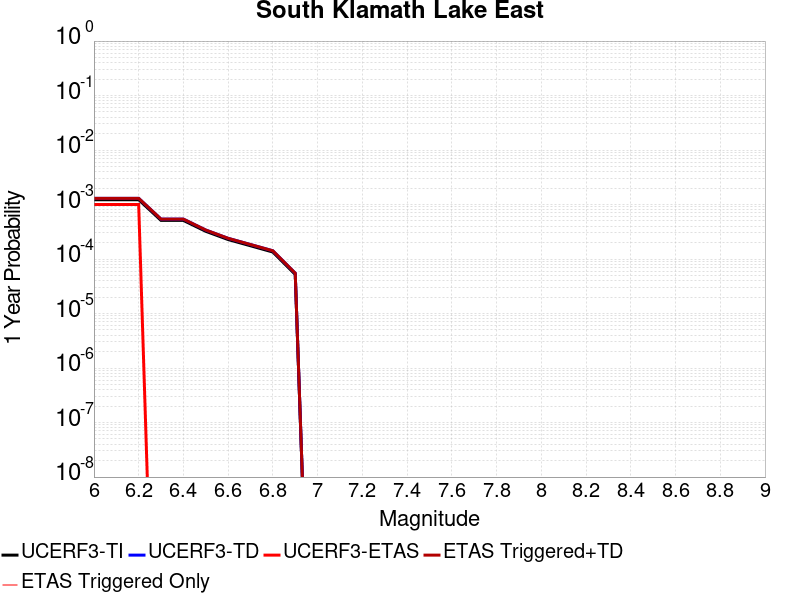 South Klamath Lake East
10^0
10^-1
10^-2
10^-3
10^-4
10^-5
10^-6
10^-7
10^-8
1 Year Probability
6 6.2 6.4 6.6 6.8 7 7.2 7.4 7.6 7.8 8 8.2 8.4 8.6 8.8 9
Magnitude
UCERF3-TI UCERF3-TD UCERF3-ETAS ETAS Triggered+TD
ETAS Triggered Only